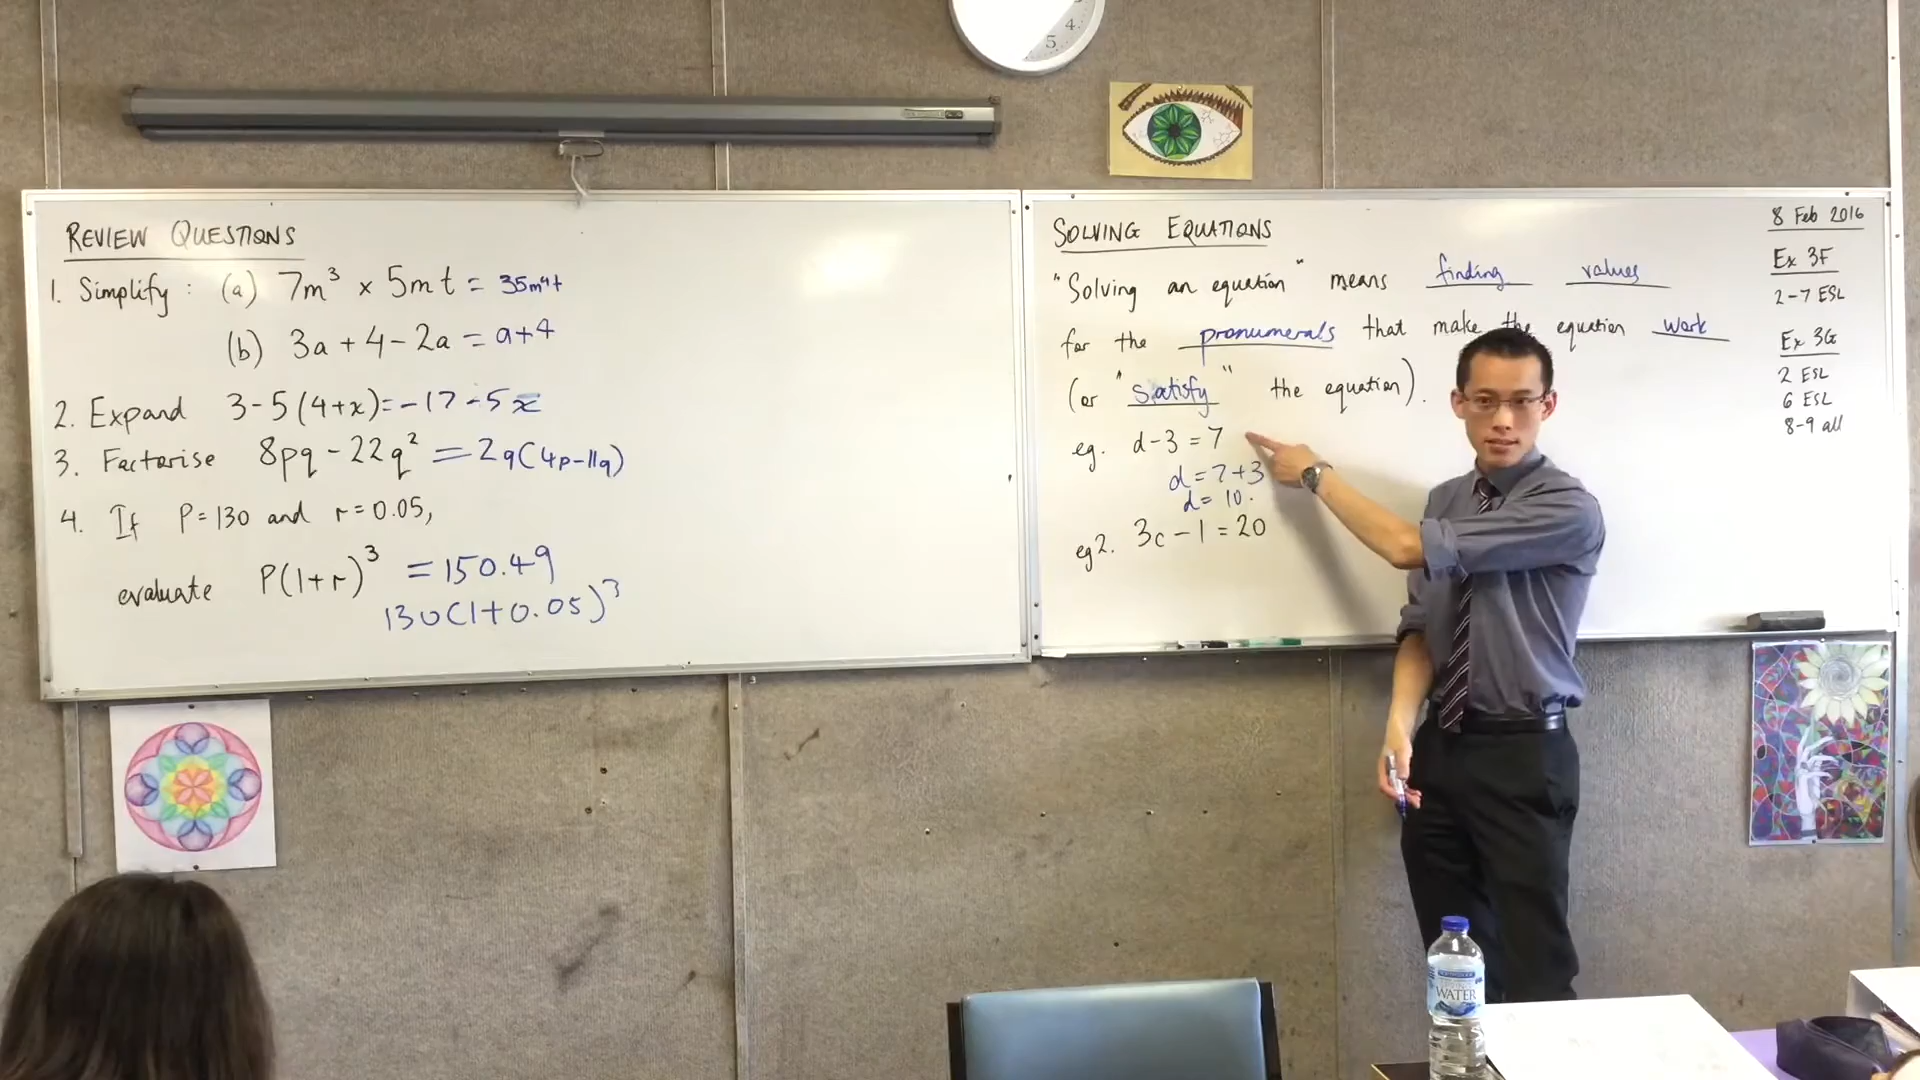 REVIEW QUESTIONS
1. Simplify : (a) 7m³ × 5mt = 35m⁴t
(b) 3a + 4 - 2a = a+4
2. Expand 3-5(4+x)=-17-5x
3. Factorise 8pq - 22q² = 2q(4p-11q)
4. If P=130 and r=0.05,
evaluate P(1+r)³ =150.49
130(1+0.05)³
SOLVING EQUATIONS
"Solving an equation" means finding values
for the pronumerals that make the equation work
(or "satisfy" the equation).
eg. d-3 = 7
d = 7+3
d = 10.
eg2. 3c - 1 = 20
8 Feb 2016
Ex 3F
2-7 ESL
Ex 3G
2 ESL
6 ESL
8-9 all
4
5
WATER